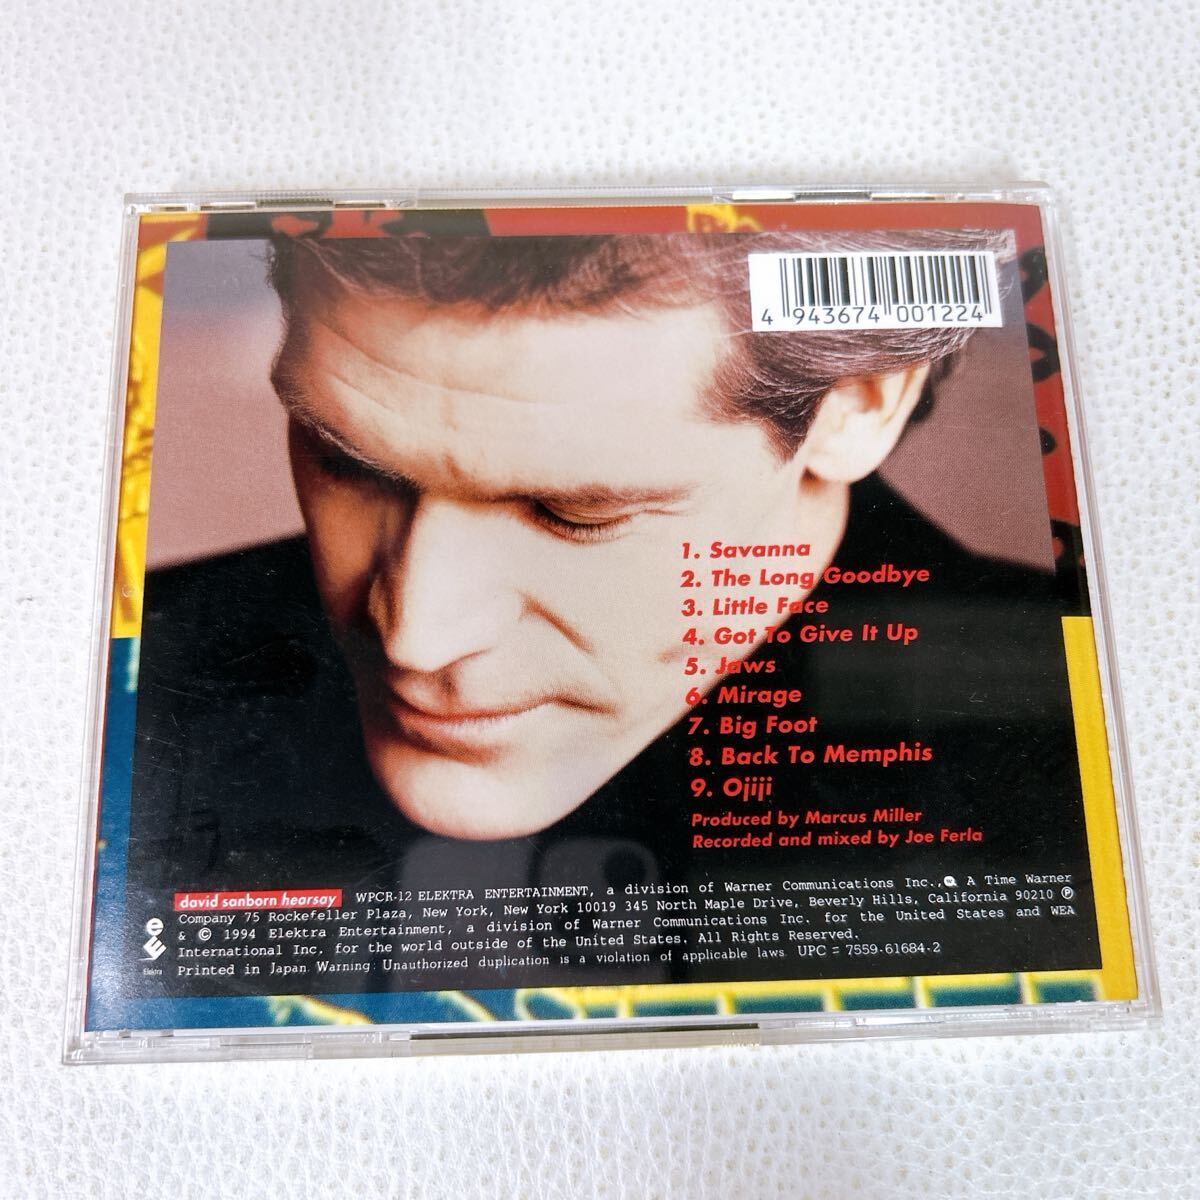 4 943674 001224
1. Savanna
2. The Long Goodbye
3. Little Face
4. Got To Give It Up
5. Jaws
6. Mirage
7. Big Foot
8. Back To Memphis
9. Ojiji
Produced by Marcus Miller
Recorded and mixed by Joe Ferla
david sanborn hearsay WPCR-12 ELEKTRA ENTERTAINMENT, a division of Warner Communications Inc., A Time Warner
Company 75 Rockefeller Plaza, New York, New York 10019 345 North Maple Drive, Beverly Hills, California 90210 ℗
& © 1994 Elektra Entertainment, a division of Warner Communications Inc. for the United States and WEA
International Inc. for the world outside of the United States. All Rights Reserved.
Printed in Japan Warning: Unauthorized duplication is a violation of applicable laws UPC = 7559-61684-2
Elektra